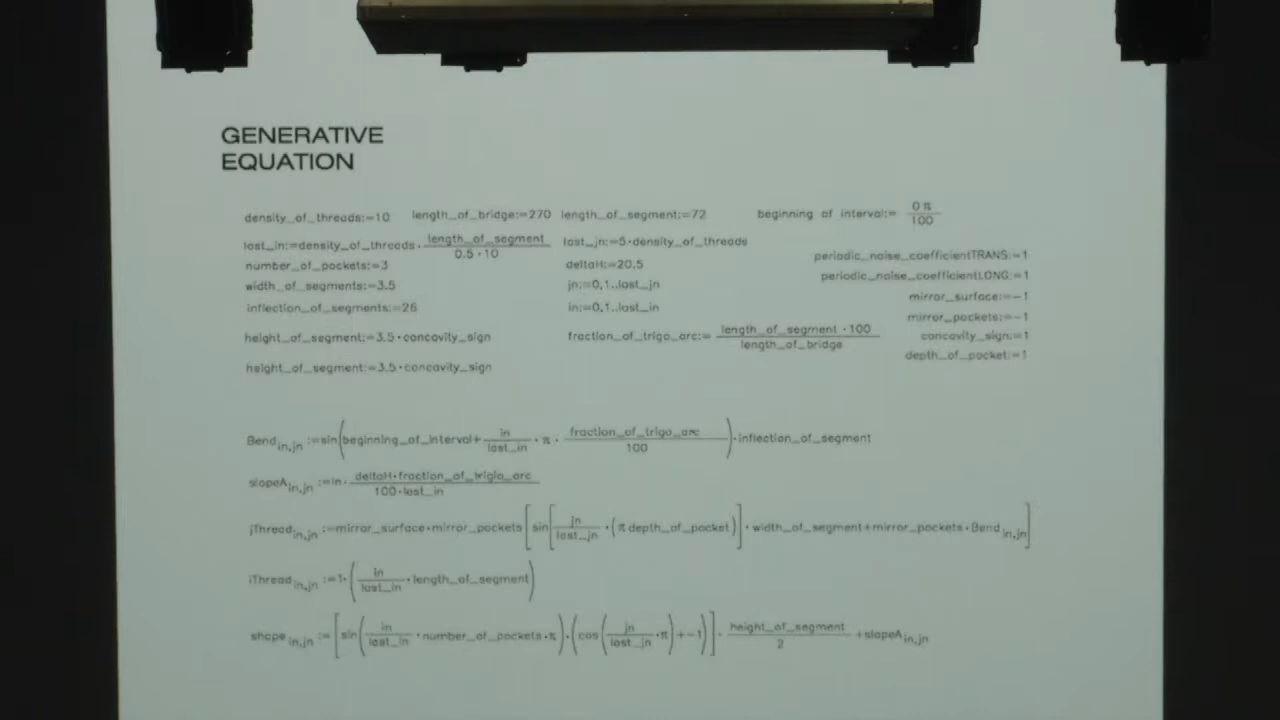 GENERATIVE
EQUATION
density_of_threads:=10 length_of_bridge:=270 length_of_segment:=72 beginning of interval:= 0 π / 100
last_in:=density_of_threads · length_of_segment / 0.5 · 10 last_jn:=5·density_of_threads
periodic_noise_coefficientTRANS:=1
number_of_pockets:=3 deltaH:=20.5
periodic_noise_coefficientLONG:=1
width_of_segments:=3.5 jn:=0,1..last_jn
mirror_surface:=-1
inflection_of_segments:=26 in:=0,1..last_in
mirror_pockets:=-1
height_of_segment:=3.5·concavity_sign fraction_of_trigo_arc:= length_of_segment · 100 / length_of_bridge
concavity_sign:=1
depth_of_pocket:=1
height_of_segment:=3.5·concavity_sign
Bend in,jn :=sin(beginning_of_interval+ in / last_in · π · fraction_of_trigo_arc / 100 )·inflection_of_segment
slopeA in,jn :=in· deltaH·fraction_of_trigio_arc / 100·last_in
jThread in,jn :=mirror_surface·mirror_pockets[sin[ jn / last_jn ·(π depth_of_pocket)]·width_of_segment+mirror_pockets·Bend in,jn]
iThread in,jn :=1·( in / last_in ·length_of_segment)
shape in,jn := [sin( in / last_in ·number_of_pockets·π)·(cos( jn / last_jn ·π)+-1)]· height_of_segment / 2 +slopeA in,jn